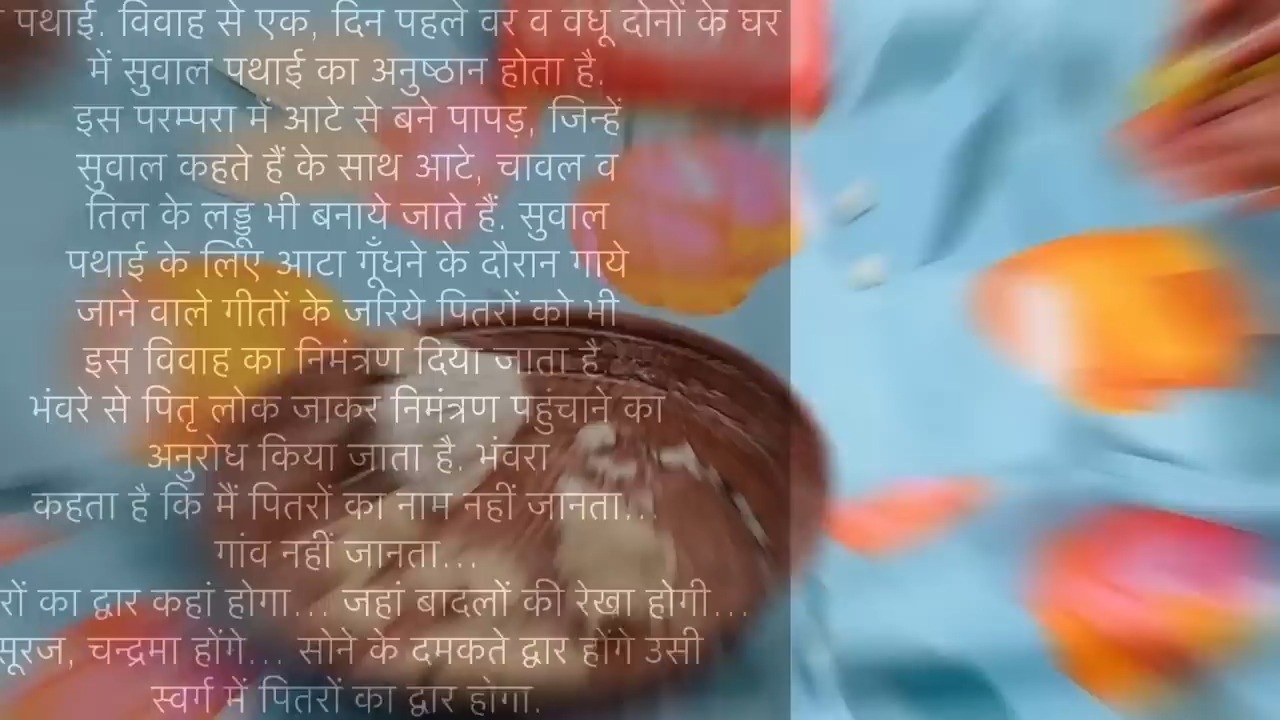 पथाई. विवाह से एक, दिन पहले वर व वधू दोनों के घर
में सुवाल पथाई का अनुष्ठान होता है.
इस परम्परा में आटे से बने पापड़, जिन्हें
सुवाल कहते हैं के साथ आटे, चावल व
तिल के लड्डू भी बनाये जाते हैं. सुवाल
पथाई के लिए आटा गूँधने के दौरान गाये
जाने वाले गीतों के जरिये पितरों को भी
इस विवाह का निमंत्रण दिया जाता है.
भंवरे से पितृ लोक जाकर निमंत्रण पहुंचाने का
अनुरोध किया जाता है. भंवरा
कहता है कि मैं पितरों का नाम नहीं जानता...
गांव नहीं जानता...
रों का द्वार कहां होगा... जहां बादलों की रेखा होगी...
सूरज, चन्द्रमा होंगे... सोने के दमकते द्वार होंगे उसी
स्वर्ग में पितरों का द्वार होगा.